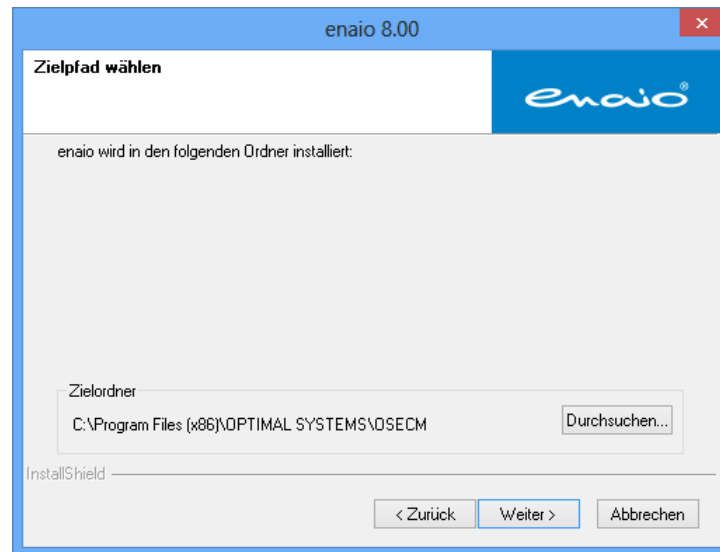 enaio 8.00
Zielpfad wählen
enaio®
enaio wird in den folgenden Ordner installiert:
Zielordner
C:\Program Files (x86)\OPTIMAL SYSTEMS\OSECM
Durchsuchen...
InstallShield
< Zurück
Weiter >
Abbrechen